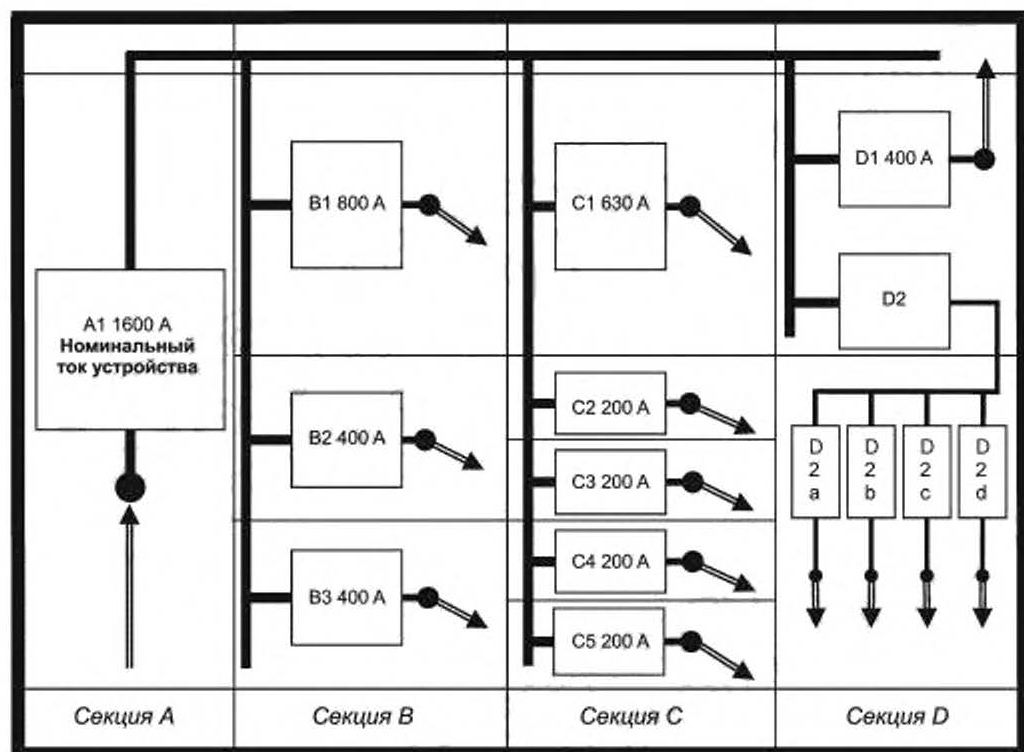 A1 1600 A
Номинальный
ток устройства
Секция A
B1 800 A
B2 400 A
B3 400 A
Секция B
C1 630 A
C2 200 A
C3 200 A
C4 200 A
C5 200 A
Секция C
D1 400 A
D2
D
2
a
D
2
b
D
2
c
D
2
d
Секция D